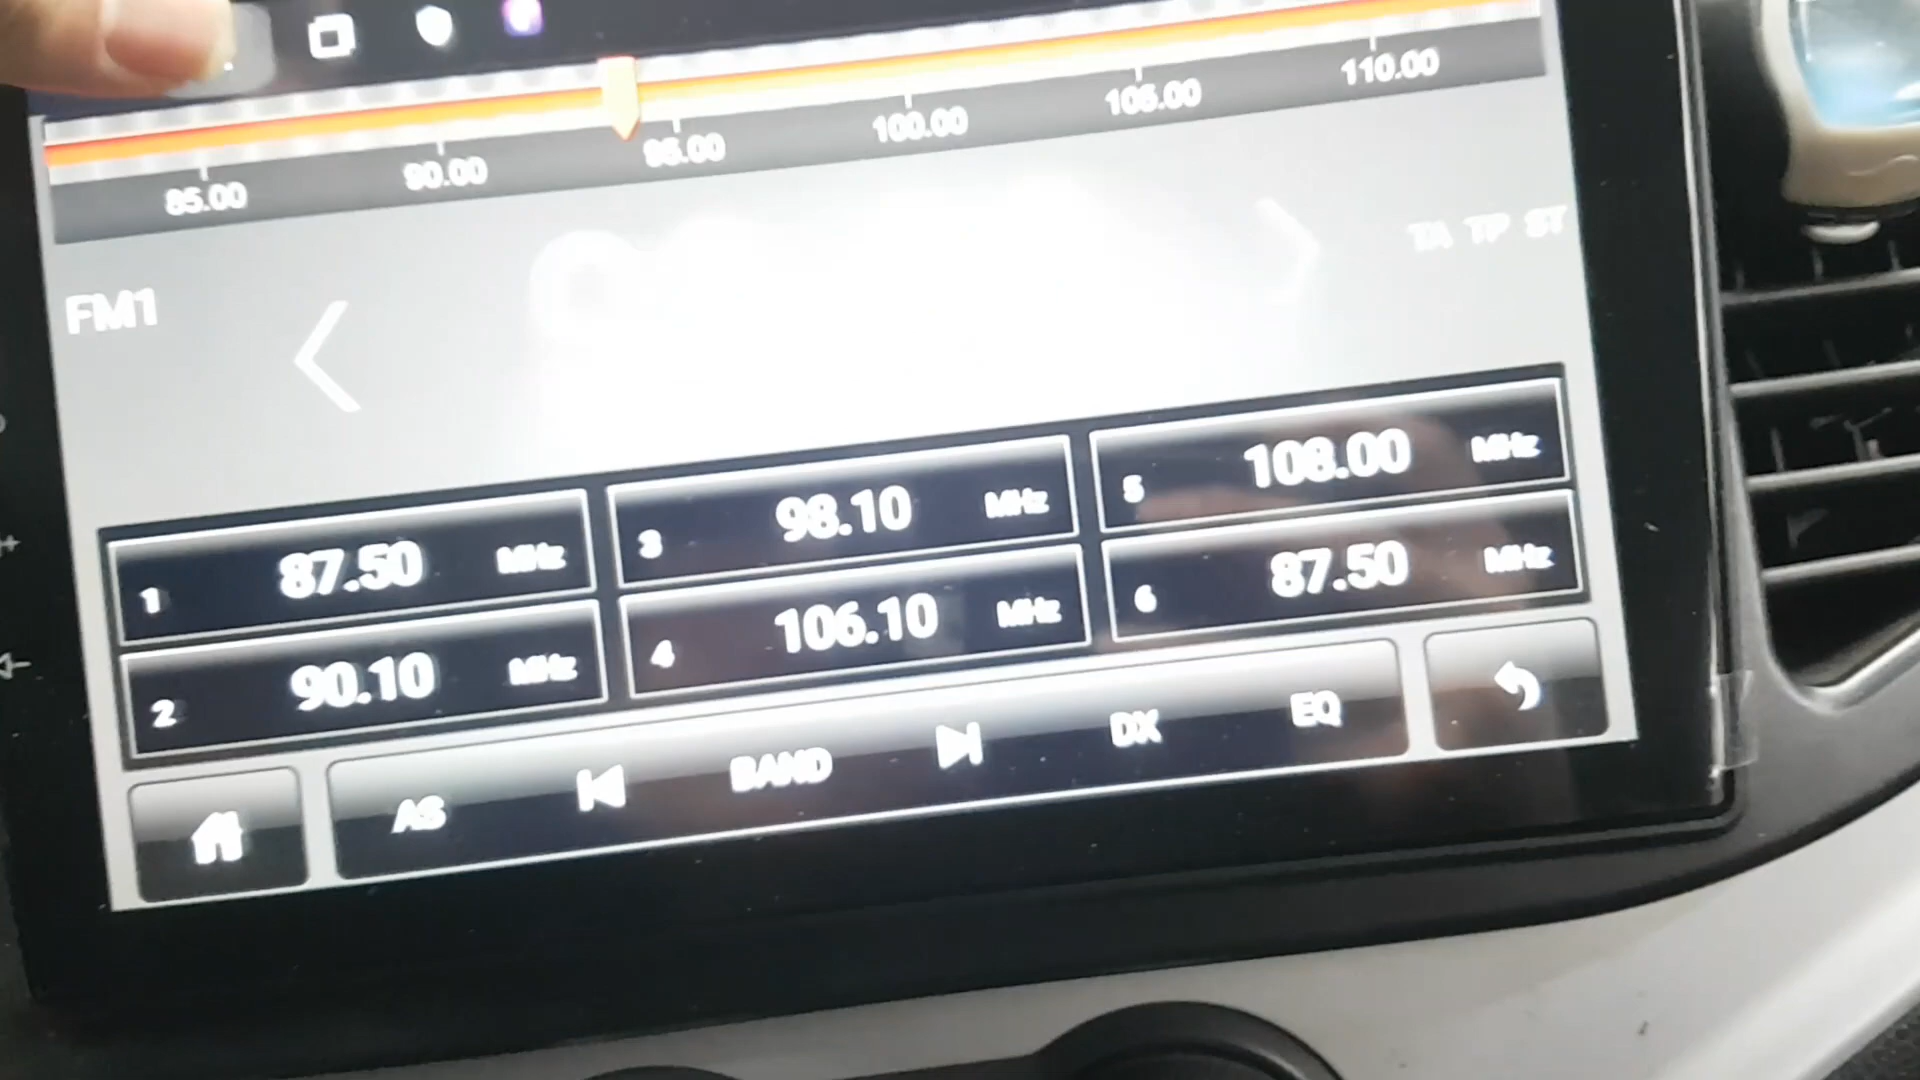 85.00 90.00 95.00 100.00 105.00 110.00
FM1
TA TP ST
1 87.50 MHz
3 98.10 MHz
5 108.00 MHz
2 90.10 MHz
4 106.10 MHz
6 87.50 MHz
AS BAND DX EQ